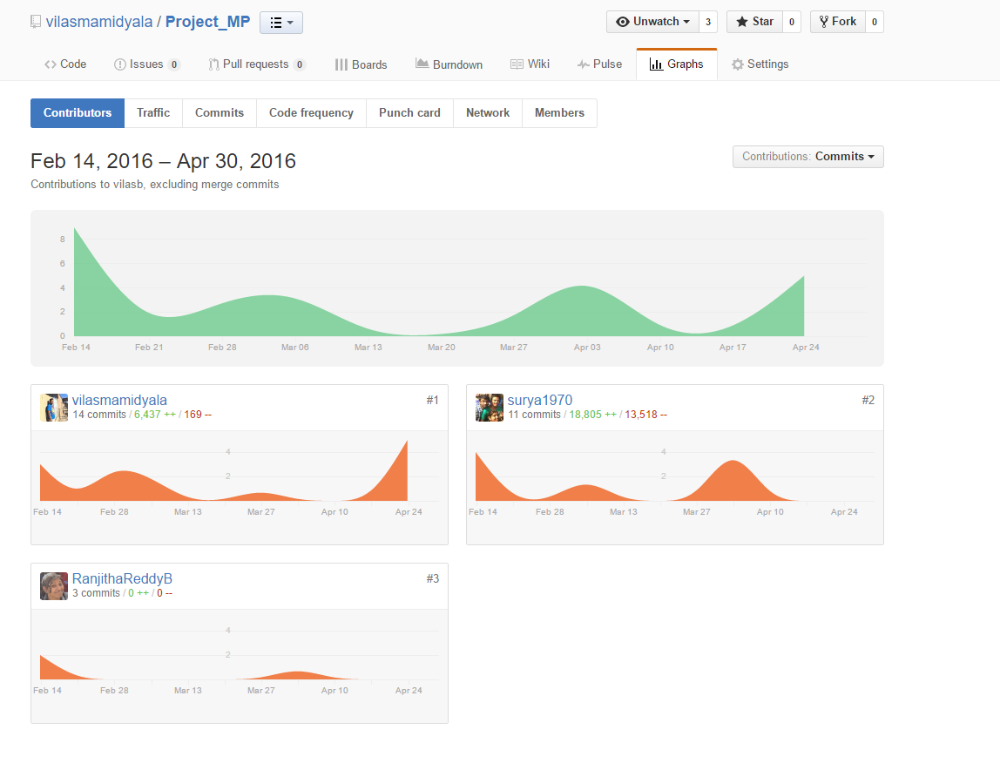 vilasmamidyala / Project_MP
Unwatch 3 Star 0 Fork 0
Code Issues 0 Pull requests 0 Boards Burndown Wiki Pulse Graphs Settings
Contributors Traffic Commits Code frequency Punch card Network Members
Feb 14, 2016 – Apr 30, 2016
Contributions: Commits
Contributions to vilasb, excluding merge commits
8
6
4
2
0
Feb 14 Feb 21 Feb 28 Mar 06 Mar 13 Mar 20 Mar 27 Apr 03 Apr 10 Apr 17 Apr 24
vilasmamidyala #1
14 commits / 6,437 ++ / 169 --
4
2
Feb 14 Feb 28 Mar 13 Mar 27 Apr 10 Apr 24
surya1970 #2
11 commits / 18,805 ++ / 13,518 --
4
2
Feb 14 Feb 28 Mar 13 Mar 27 Apr 10 Apr 24
RanjithaReddyB #3
3 commits / 0 ++ / 0 --
4
2
Feb 14 Feb 28 Mar 13 Mar 27 Apr 10 Apr 24